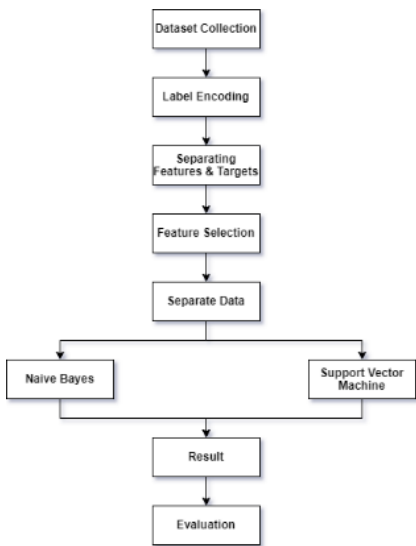 Dataset Collection
Label Encoding
Separating
Features & Targets
Feature Selection
Separate Data
Naive Bayes
Support Vector
Machine
Result
Evaluation